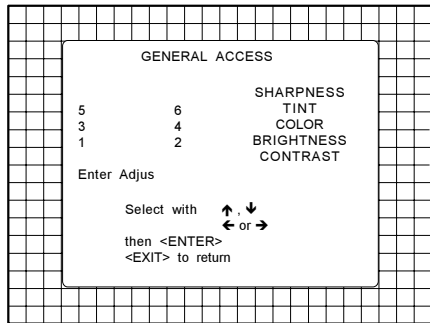 GENERAL ACCESS
SHARPNESS
5 6 TINT
3 4 COLOR
1 2 BRIGHTNESS
CONTRAST
Enter Adjus
Select with ↑ , ↓
← or →
then <ENTER>
<EXIT> to return